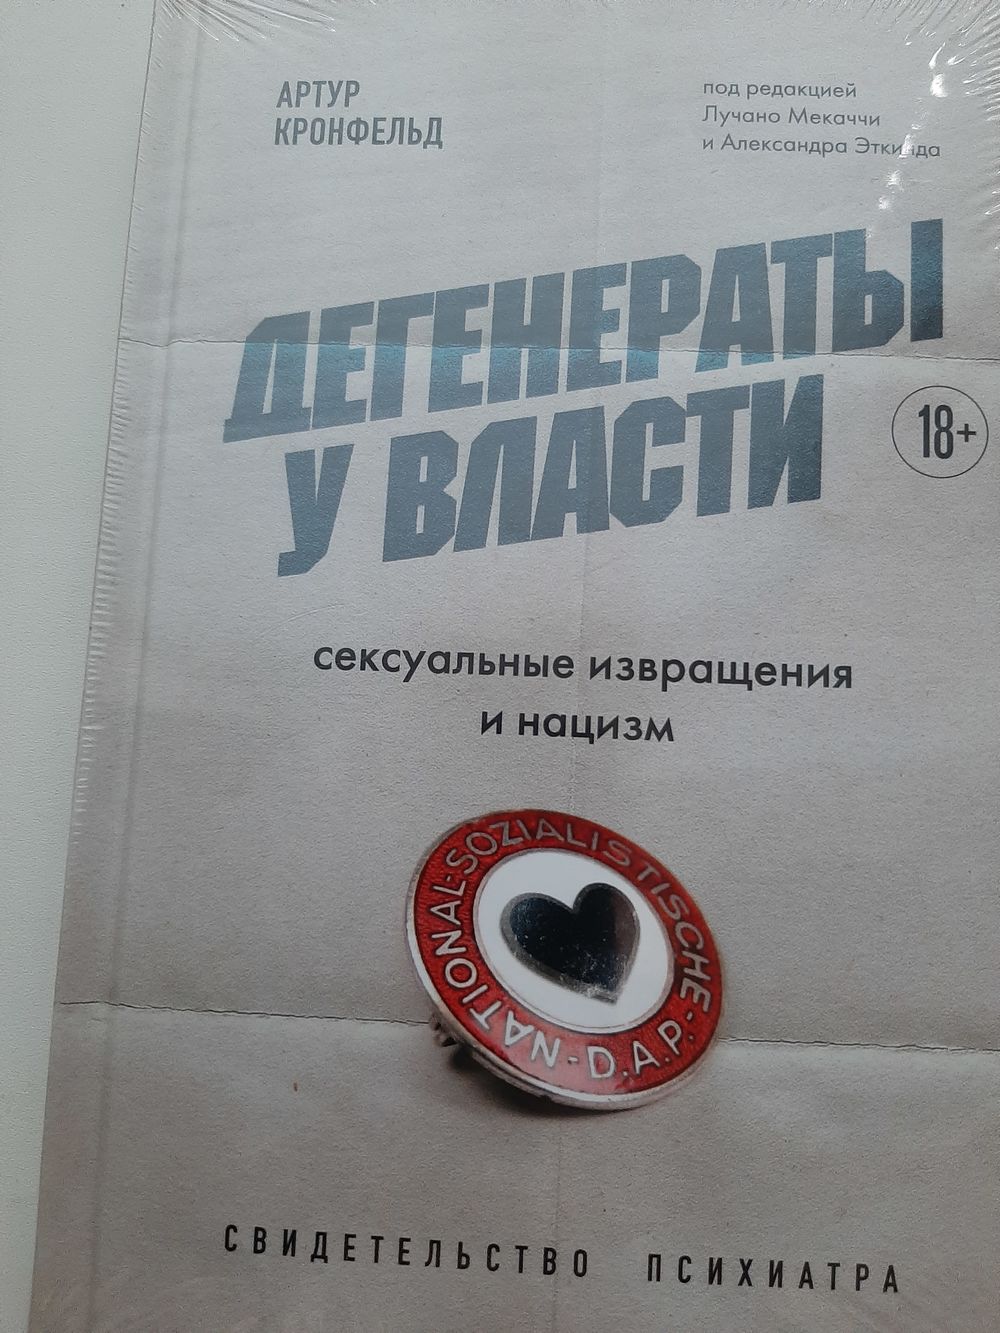 АРТУР
КРОНФЕЛЬД
под редакцией
Лучано Мекаччи
и Александра Эткинда
ДЕГЕНЕРАТЫ
У ВЛАСТИ
18+
сексуальные извращения
и нацизм
NATIONAL-SOZIALISTISCHE-D.A.P.-
СВИДЕТЕЛЬСТВО ПСИХИАТРА